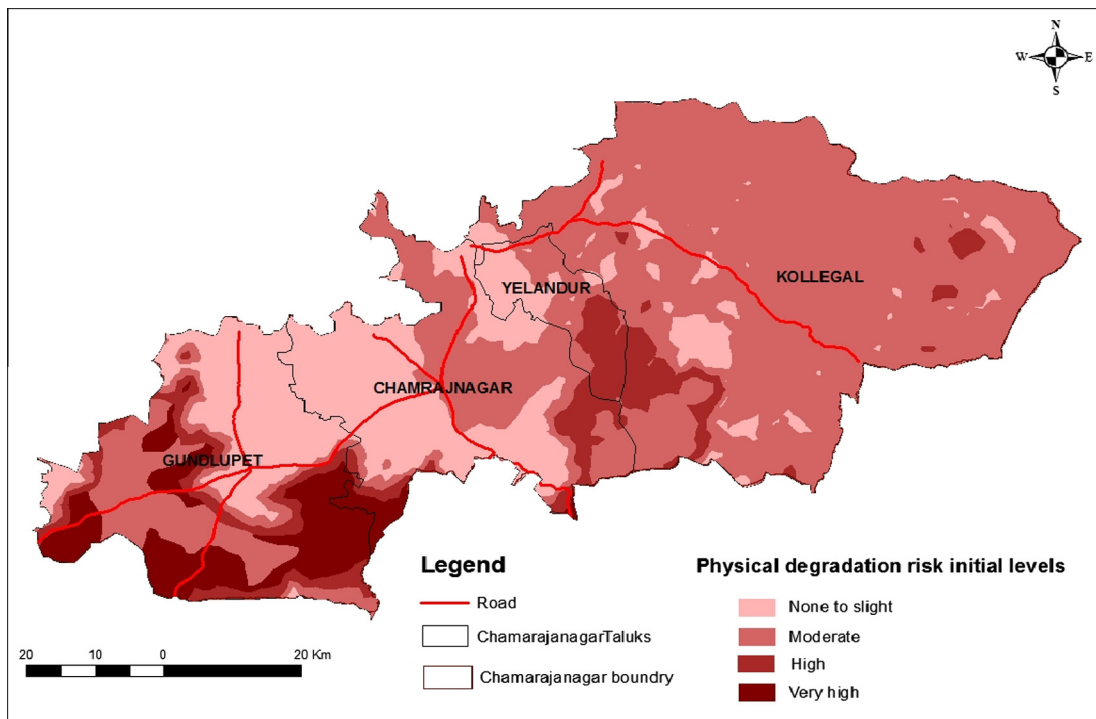 N
W E
S
KOLLEGAL
YELANDUR
CHAMRAJNAGAR
GUNDLUPET
Legend
Road
ChamarajanagarTaluks
Chamarajanagar boundry
Physical degradation risk initial levels
None to slight
Moderate
High
Very high
20 10 0 20 Km